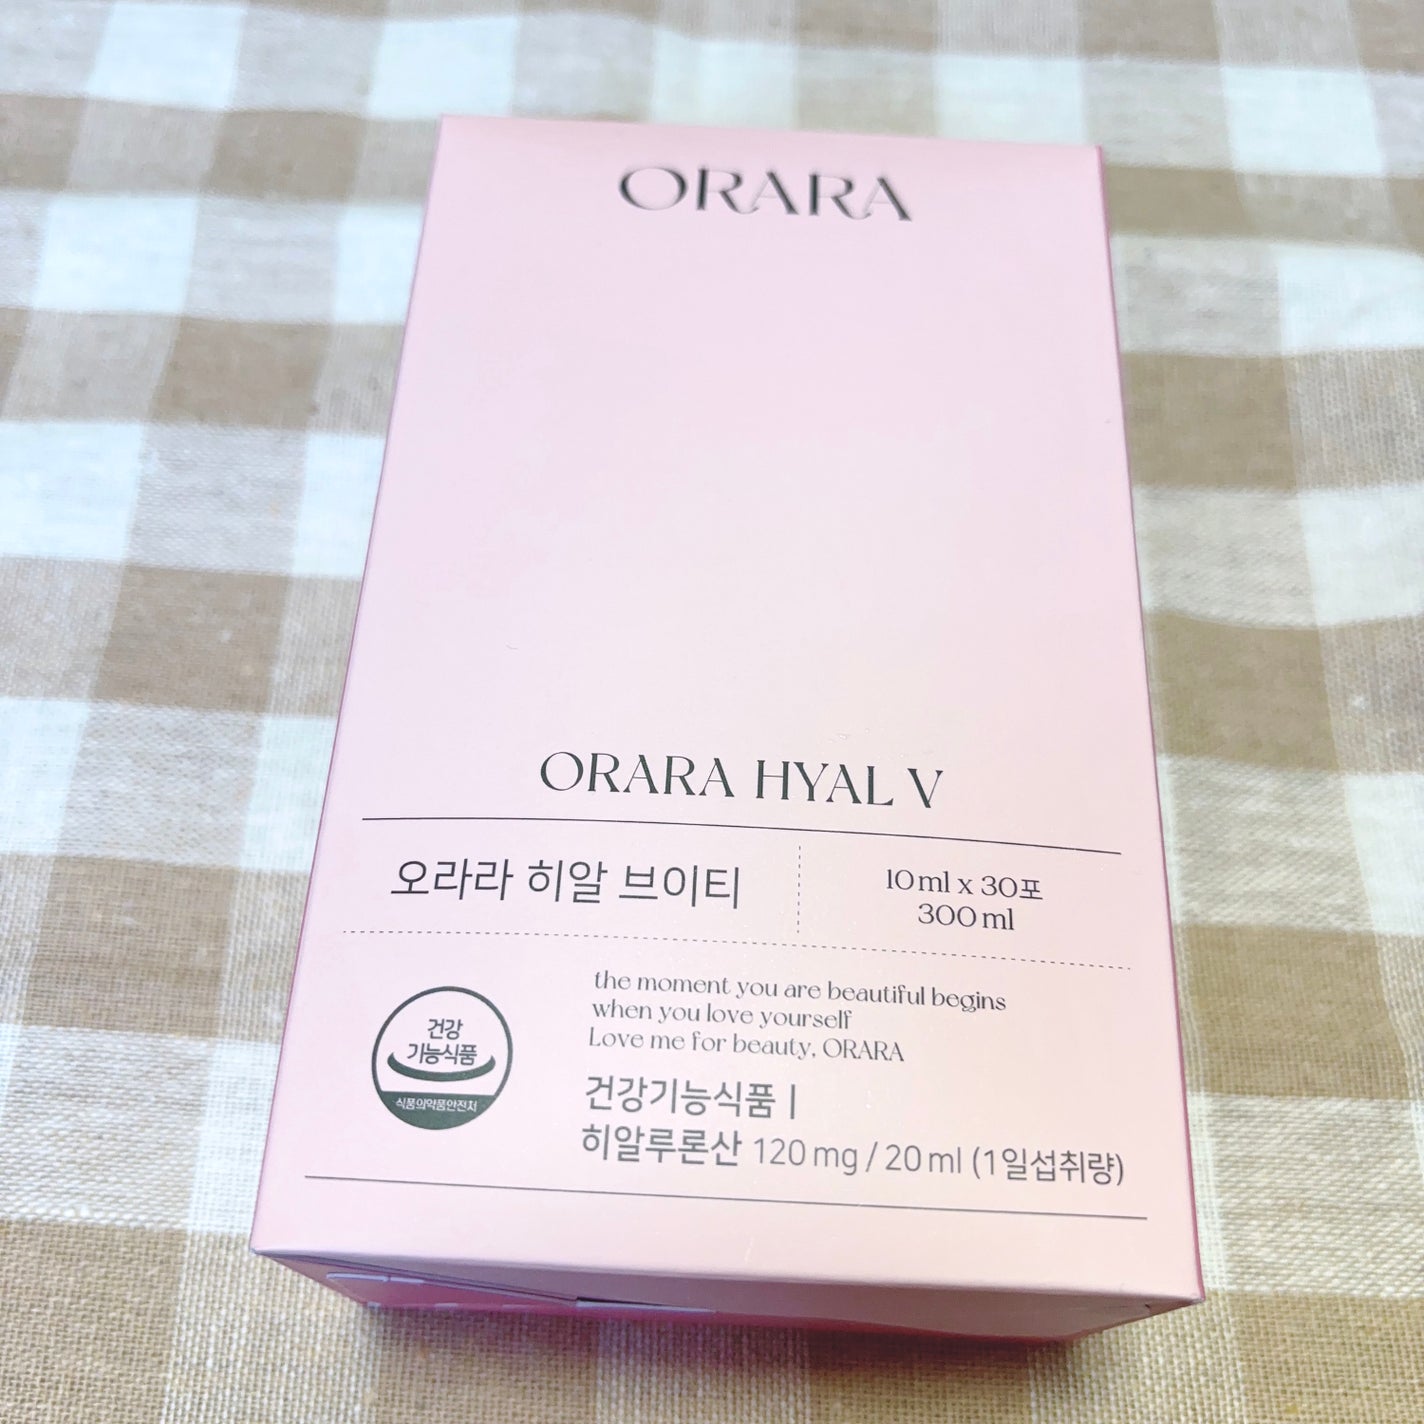 ORARA
ORARA HYAL V
오라라 히알 브이티
10ml x 30포
300ml
the moment you are beautiful begins
when you love yourself
Love me for beauty, ORARA
건강
기능식품
식품의약품안전처
건강기능식품 |
히알루론산 120mg / 20ml (1일섭취량)